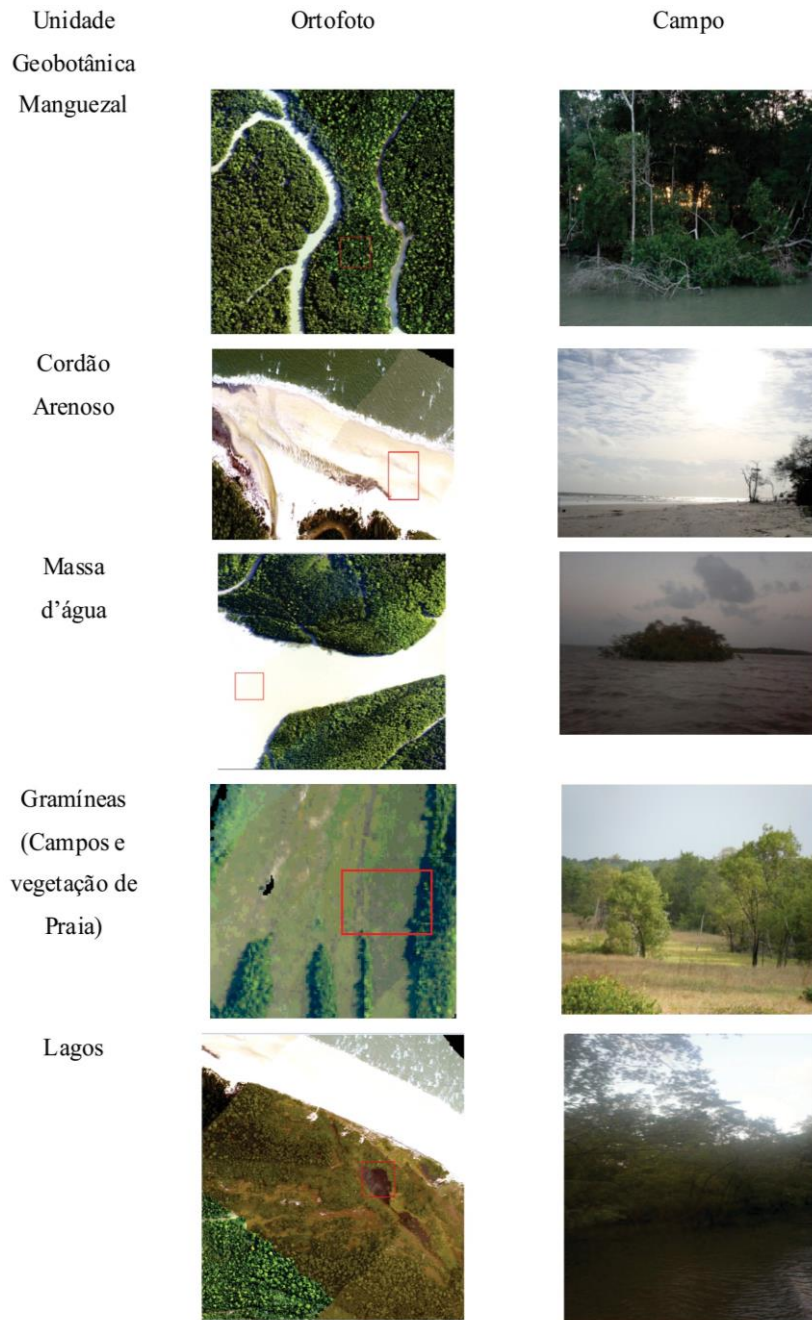 Unidade
Geobotânica
Ortofoto
Campo
Manguezal
Cordão
Arenoso
Massa
d’água
Gramíneas
(Campos e
vegetação de
Praia)
Lagos